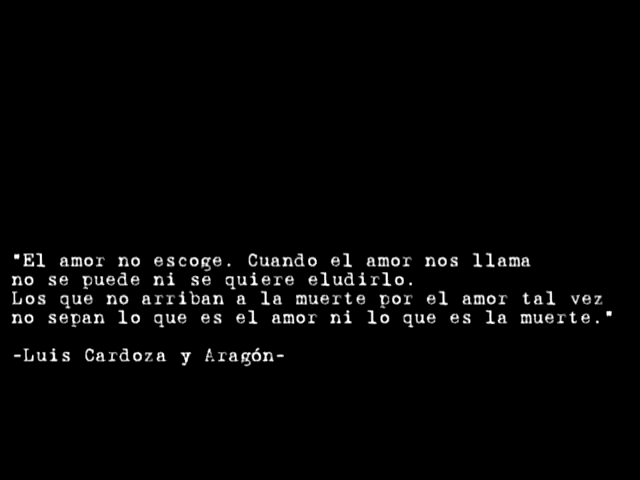 "El amor no escoge. Cuando el amor nos llama
no se puede ni se quiere eludirlo.
Los que no arriban a la muerte por el amor tal vez
no sepan lo que es el amor ni lo que es la muerte."
-Luis Cardoza y Aragón-